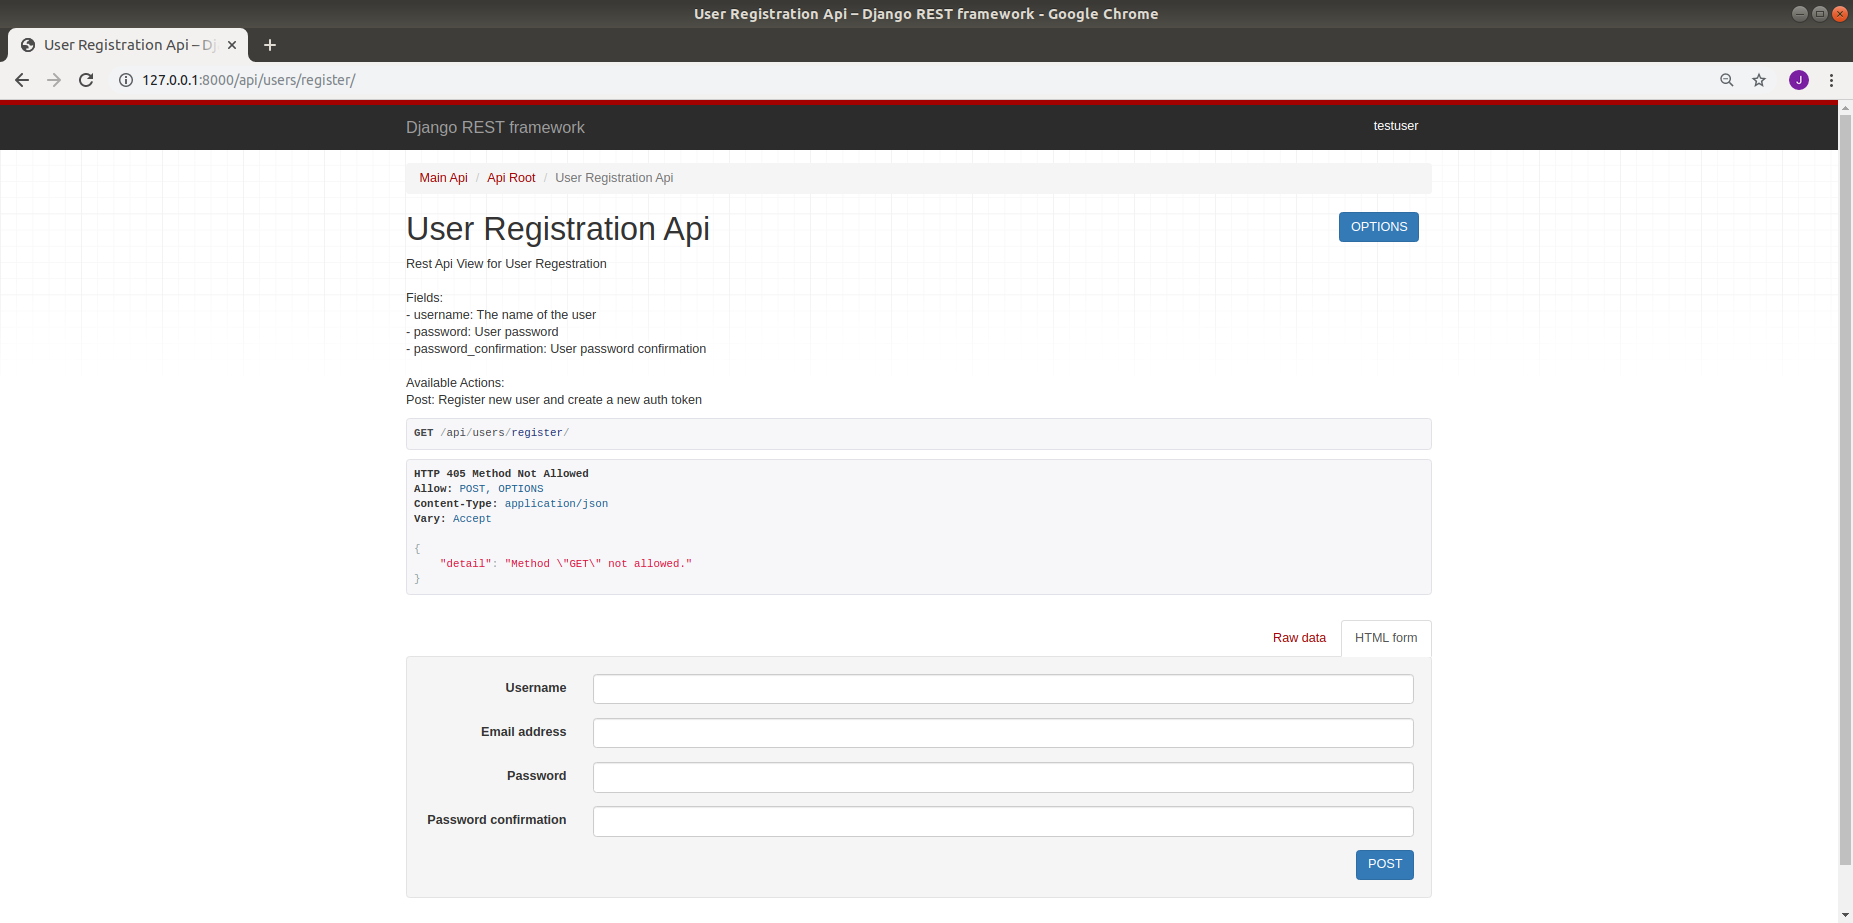 User Registration Api – Django REST framework - Google Chrome
User Registration Api – Dj
127.0.0.1:8000/api/users/register/
J
Django REST framework
testuser
Main Api / Api Root / User Registration Api
User Registration Api
OPTIONS
Rest Api View for User Regestration
Fields:
- username: The name of the user
- password: User password
- password_confirmation: User password confirmation
Available Actions:
Post: Register new user and create a new auth token
GET /api/users/register/
HTTP 405 Method Not Allowed
Allow: POST, OPTIONS
Content-Type: application/json
Vary: Accept
{
"detail": "Method \"GET\" not allowed."
}
Raw data
HTML form
Username
Email address
Password
Password confirmation
POST